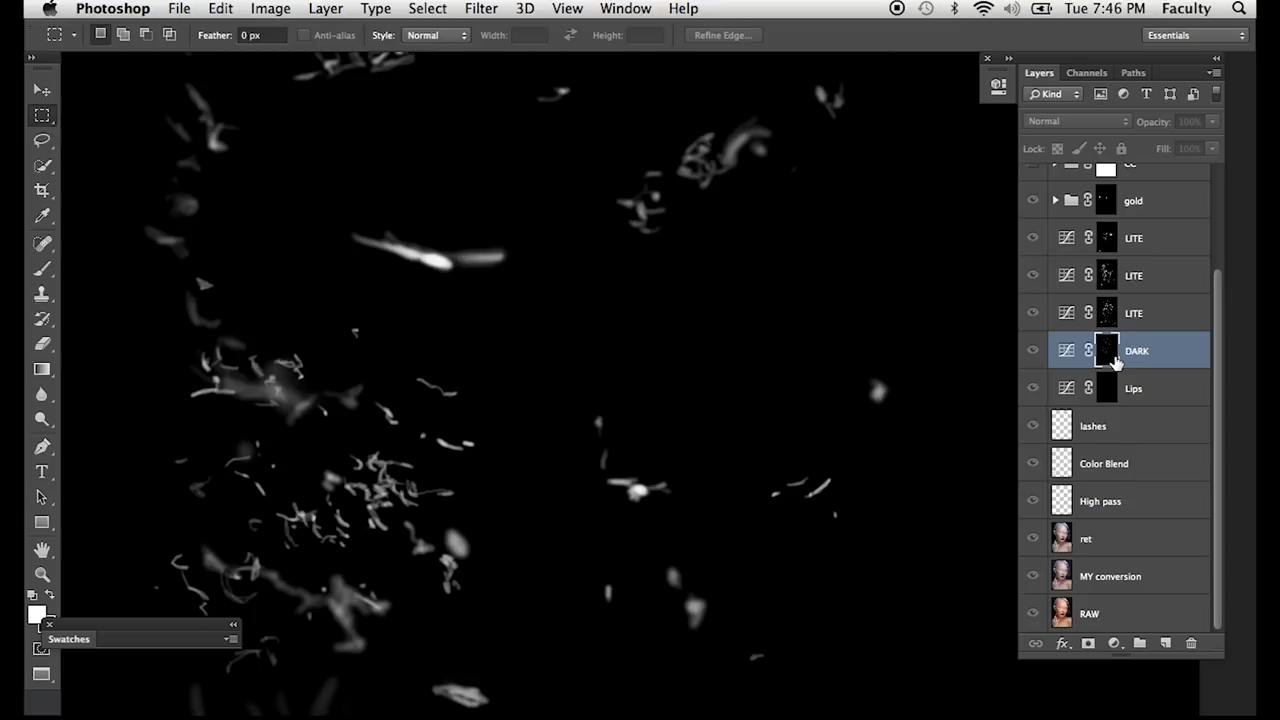 Photoshop File Edit Image Layer Type Select Filter 3D View Window Help Tue 7:46 PM Faculty
Feather: 0 px Anti-alias Style: Normal Width: Height: Refine Edge... Essentials
Layers Channels Paths
Kind
Normal Opacity: 100%
Lock: Fill: 100%
CC
gold
LITE
LITE
LITE
DARK
Lips
lashes
Color Blend
High pass
ret
MY conversion
RAW
Swatches